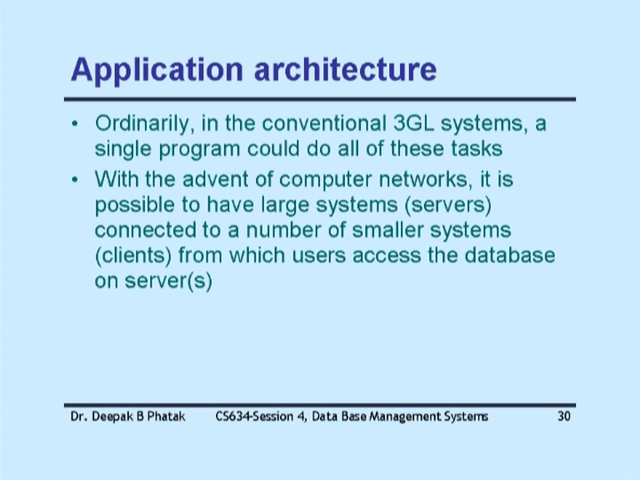 Application architecture
• Ordinarily, in the conventional 3GL systems, a
single program could do all of these tasks
• With the advent of computer networks, it is
possible to have large systems (servers)
connected to a number of smaller systems
(clients) from which users access the database
on server(s)
Dr. Deepak B Phatak CS634-Session 4, Data Base Management Systems 30